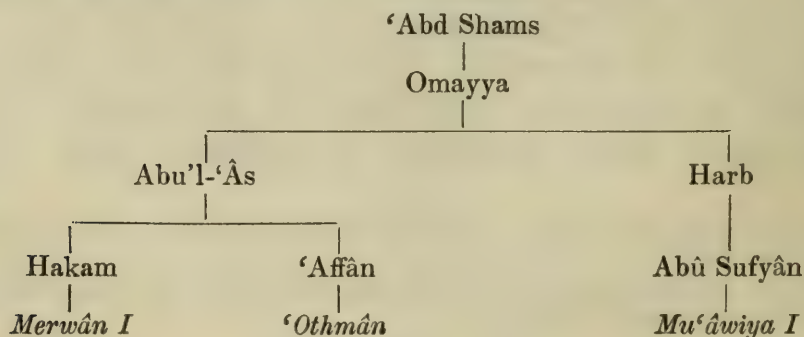 ‘Abd Shams
Omayya
Abu’l-‘Âs Harb
Hakam ‘Affân Abû Sufyân
Merwân I ‘Othmân Mu‘âwiya I